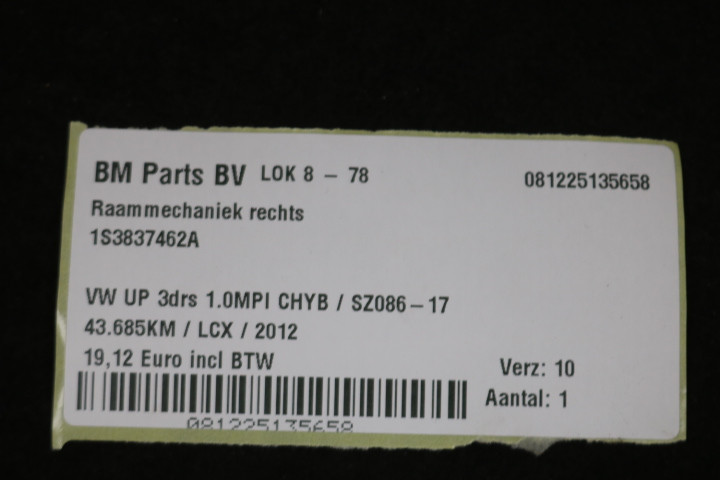 BM Parts BV LOK 8 – 78 081225135658
Raammechaniek rechts
1S3837462A
VW UP 3drs 1.0MPI CHYB / SZ086–17
43.685KM / LCX / 2012
19,12 Euro incl BTW
Verz: 10
Aantal: 1
081225135658